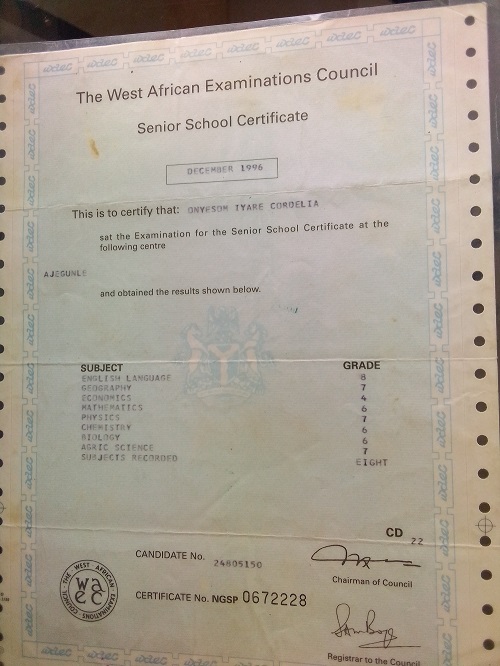 The West African Examinations Council
Senior School Certificate
DECEMBER 1996
This is to certify that: ONYESOM IYARE CORDELIA
sat the Examination for the Senior School Certificate at the
following centre
AJEGUNLE
and obtained the results shown below.
SUBJECT GRADE
ENGLISH LANGUAGE 8
GEOGRAPHY 7
ECONOMICS 4
MATHEMATICS 6
PHYSICS 7
CHEMISTRY 6
BIOLOGY 6
AGRIC SCIENCE 7
SUBJECTS RECORDED EIGHT
CD 22
CANDIDATE No. 24805150
Chairman of Council
CERTIFICATE No. NGSP 0672228
THE WEST AFRICAN EXAMINATIONS COUNCIL
waec
Registrar to the Council